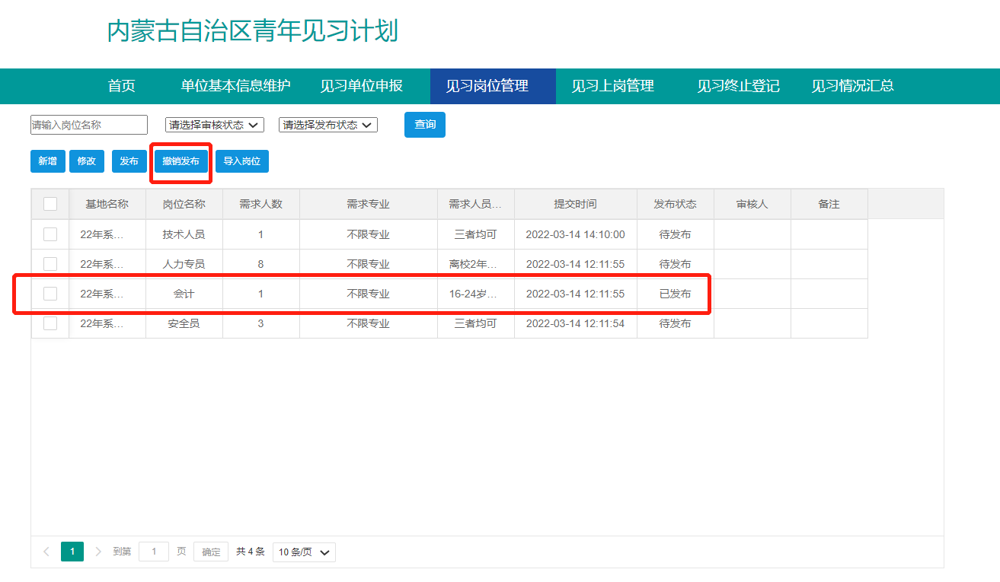 内蒙古自治区青年见习计划
首页 单位基本信息维护 见习单位申报 见习岗位管理 见习上岗管理 见习终止登记 见习情况汇总
请输入岗位名称 请选择审核状态 请选择发布状态 查询
新增 修改 发布 撤销发布 导入岗位
基地名称 岗位名称 需求人数 需求专业 需求人员... 提交时间 发布状态 审核人 备注
22年系... 技术人员 1 不限专业 三者均可 2022-03-14 14:10:00 待发布
22年系... 人力专员 8 不限专业 离校2年... 2022-03-14 12:11:55 待发布
22年系... 会计 1 不限专业 16-24岁... 2022-03-14 12:11:55 已发布
22年系... 安全员 3 不限专业 三者均可 2022-03-14 12:11:54 待发布
1 到第 1 页 确定 共 4 条 10 条/页